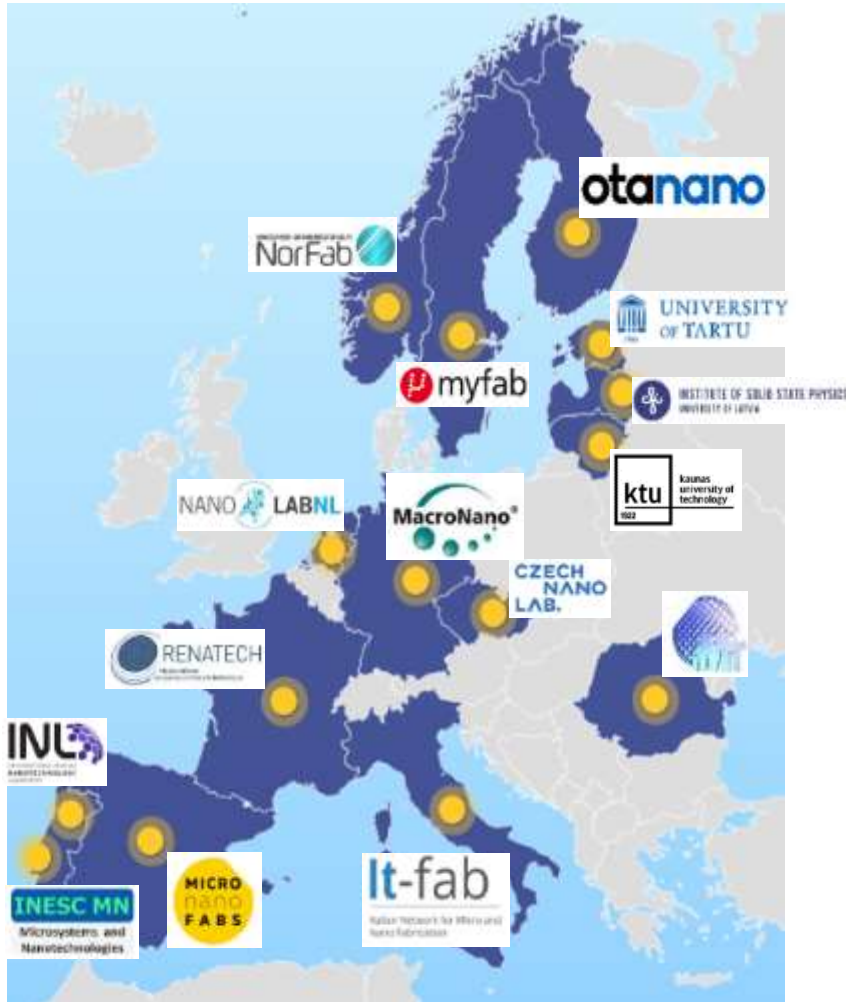 otanano
NorFab
UNIVERSITY
OF TARTU
myfab
INSTITUTE OF SOLID STATE PHYSICS
UNIVERSITY OF LATVIA
ktu
1922
kaunas
university of
technology
NANO LABNL
MacroNano®
CZECH
NANO
LAB.
RENATECH
INL
INESC MN
Microsystems and
Nanotechnologies
MICRO
nano
FABS
It-fab
Italian Network for Micro and
Nano Fabrication